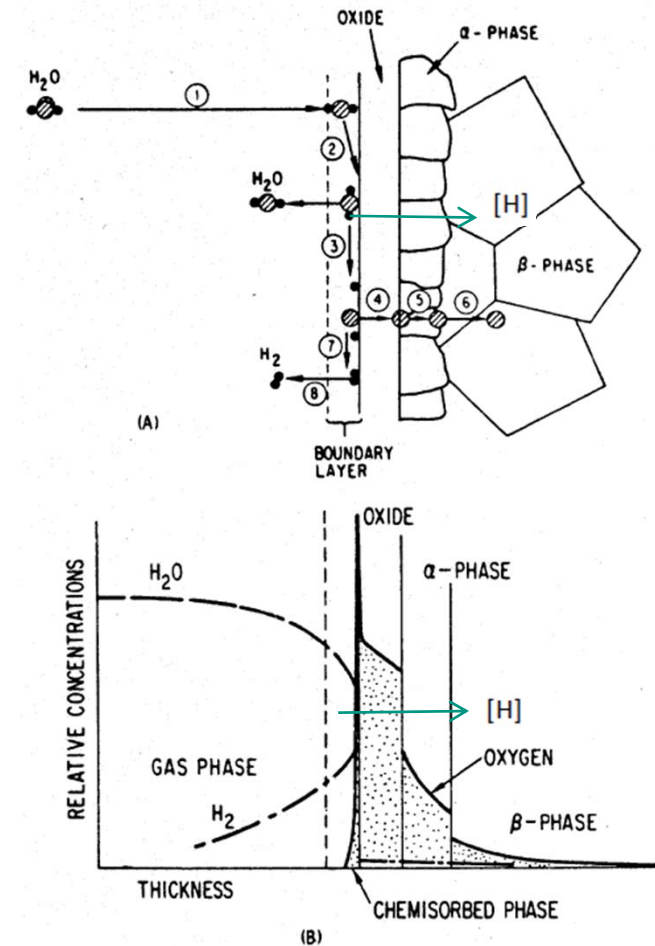 OXIDE
α-PHASE
H₂O
①
②
H₂O
[H]
③
β-PHASE
④ ⑤ ⑥
⑦
H₂
⑧
(A)
BOUNDARY
LAYER
OXIDE
H₂O
α-PHASE
RELATIVE CONCENTRATIONS
[H]
OXYGEN
GAS PHASE
H₂
β-PHASE
THICKNESS
CHEMISORBED PHASE
(B)